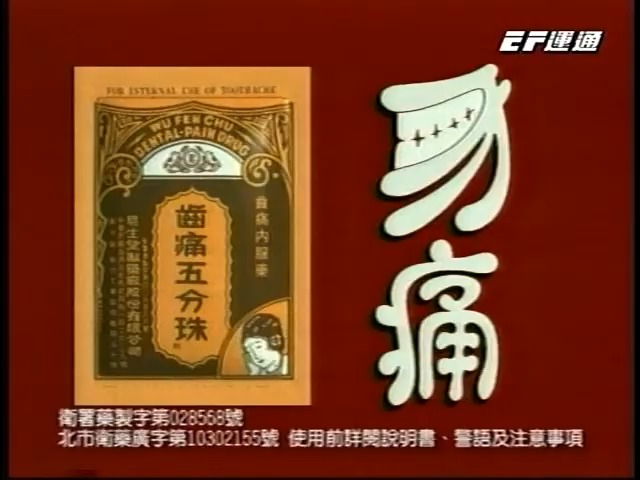 EF運通
FOR INTERNAL USE OF TOOTHACHE
WU FEN CHU
DENTAL-PAIN DRUG
齒痛內服藥
齒痛五分珠
痛
衛署藥製字第028568號
北市衛藥廣字第10302155號 使用前詳閱說明書、警語及注意事項